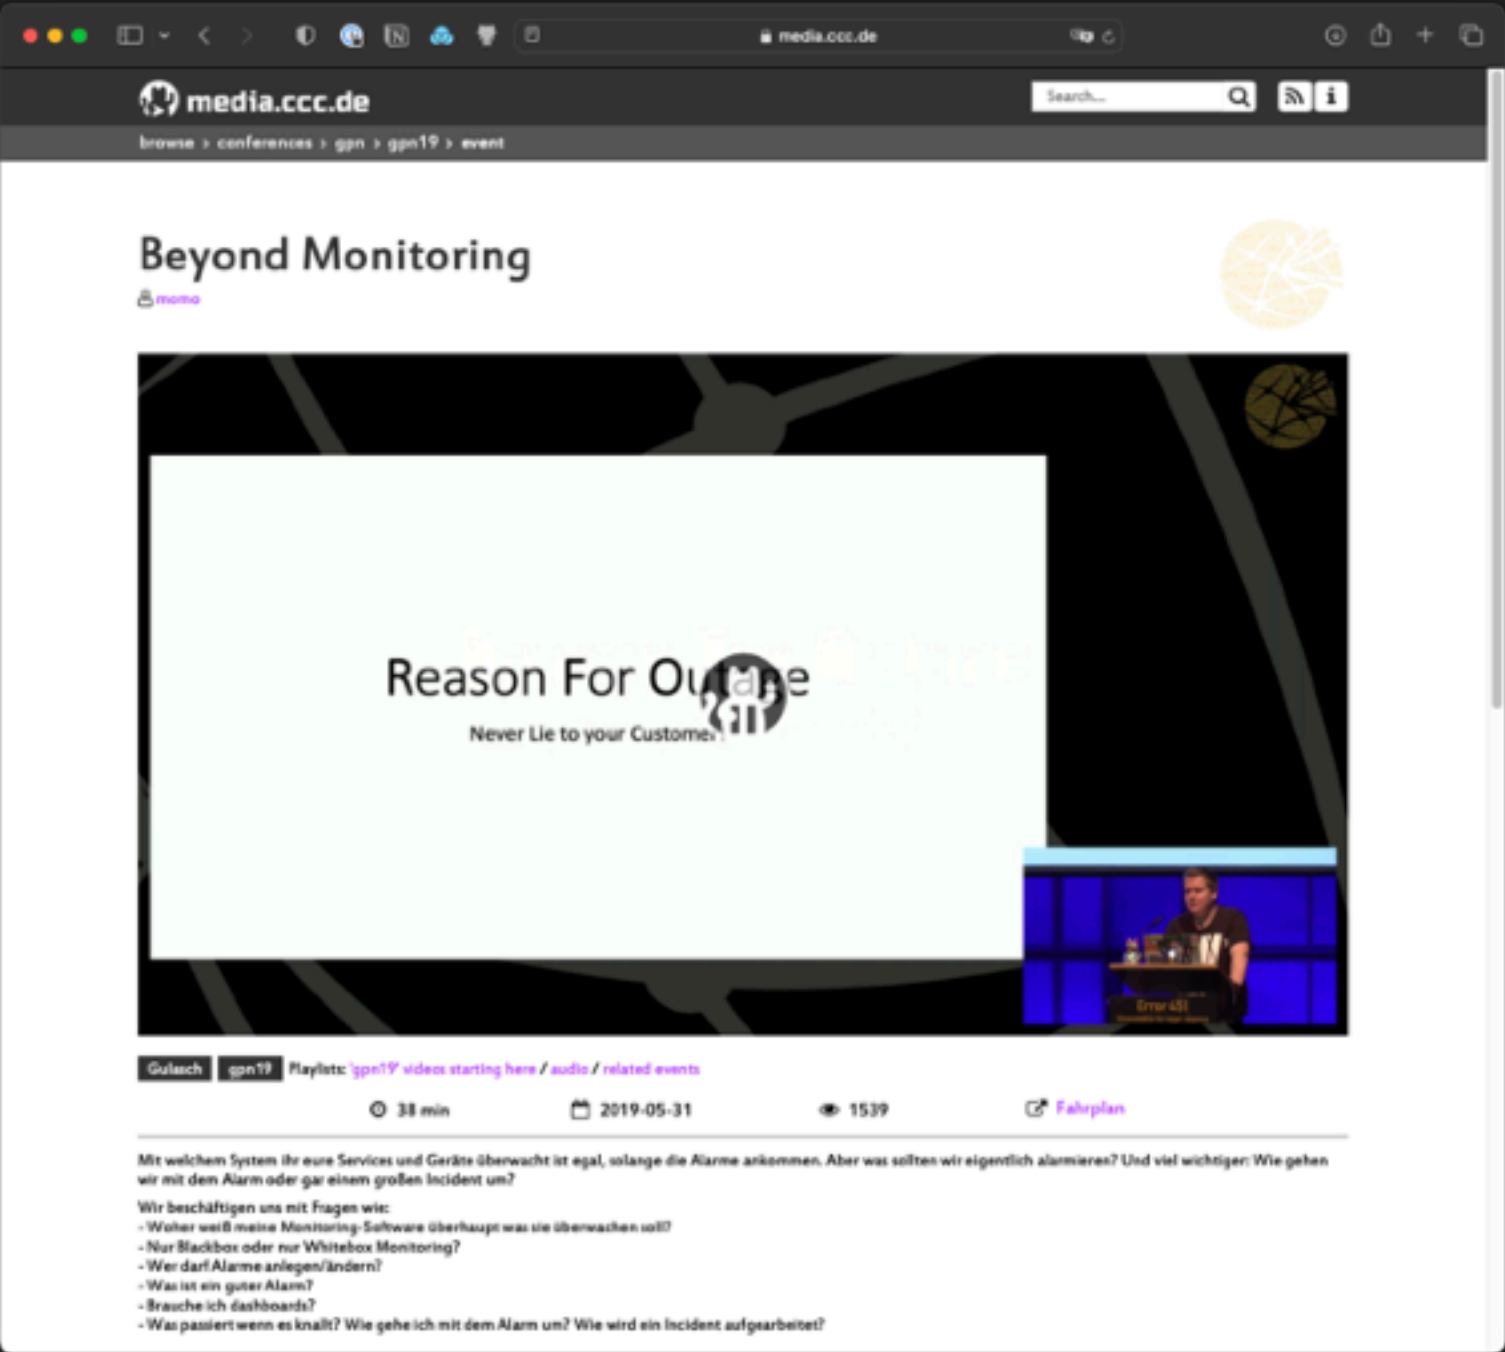 media.ccc.de
media.ccc.de
Search...
browse › conferences › gpn › gpn19 › event
Beyond Monitoring
momo
Reason For Outage
Never Lie to your Customer!
Error 451
Gulasch gpn19 Playlists: 'gpn19' videos starting here / audio / related events
38 min 2019-05-31 1539 Fahrplan
Mit welchem System ihr eure Services und Geräte überwacht ist egal, solange die Alarme ankommen. Aber was sollten wir eigentlich alarmieren? Und viel wichtiger: Wie gehen
wir mit dem Alarm oder gar einem großen Incident um?
Wir beschäftigen uns mit Fragen wie:
- Woher weiß meine Monitoring-Software überhaupt was sie überwachen soll?
- Nur Blackbox oder nur Whitebox Monitoring?
- Wer darf Alarme anlegen/ändern?
- Was ist ein guter Alarm?
- Brauche ich dashboards?
- Was passiert wenn es knallt? Wie gehe ich mit dem Alarm um? Wie wird ein Incident aufgearbeitet?